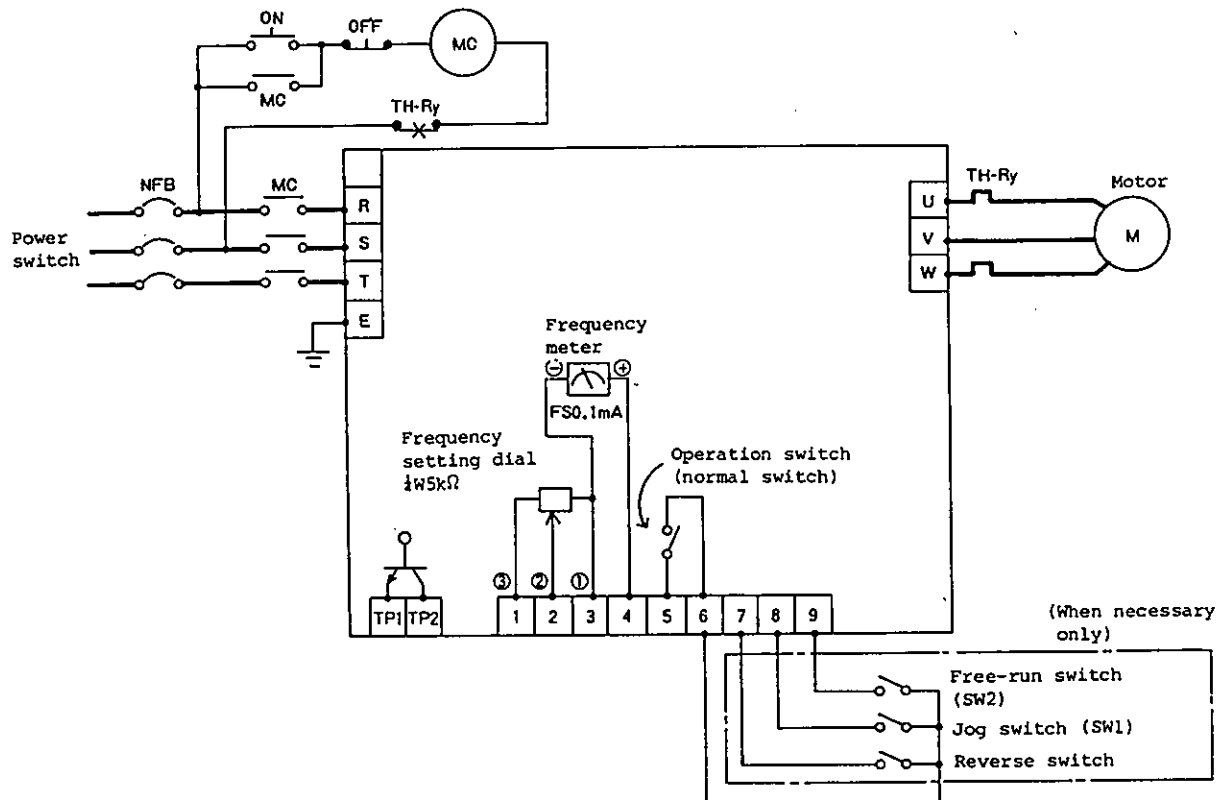 ON
OFF
MC
MC
TH-Ry
NFB
MC
R
S
T
E
Power
switch
U
V
W
TH-Ry
Motor
M
Frequency
meter
⊖
⊕
FS0.1mA
Frequency
setting dial
¼W5kΩ
Operation switch
(normal switch)
③
②
①
TP1 TP2
1 2 3 4 5 6 7 8 9
(When necessary
only)
Free-run switch
(SW2)
Jog switch (SW1)
Reverse switch